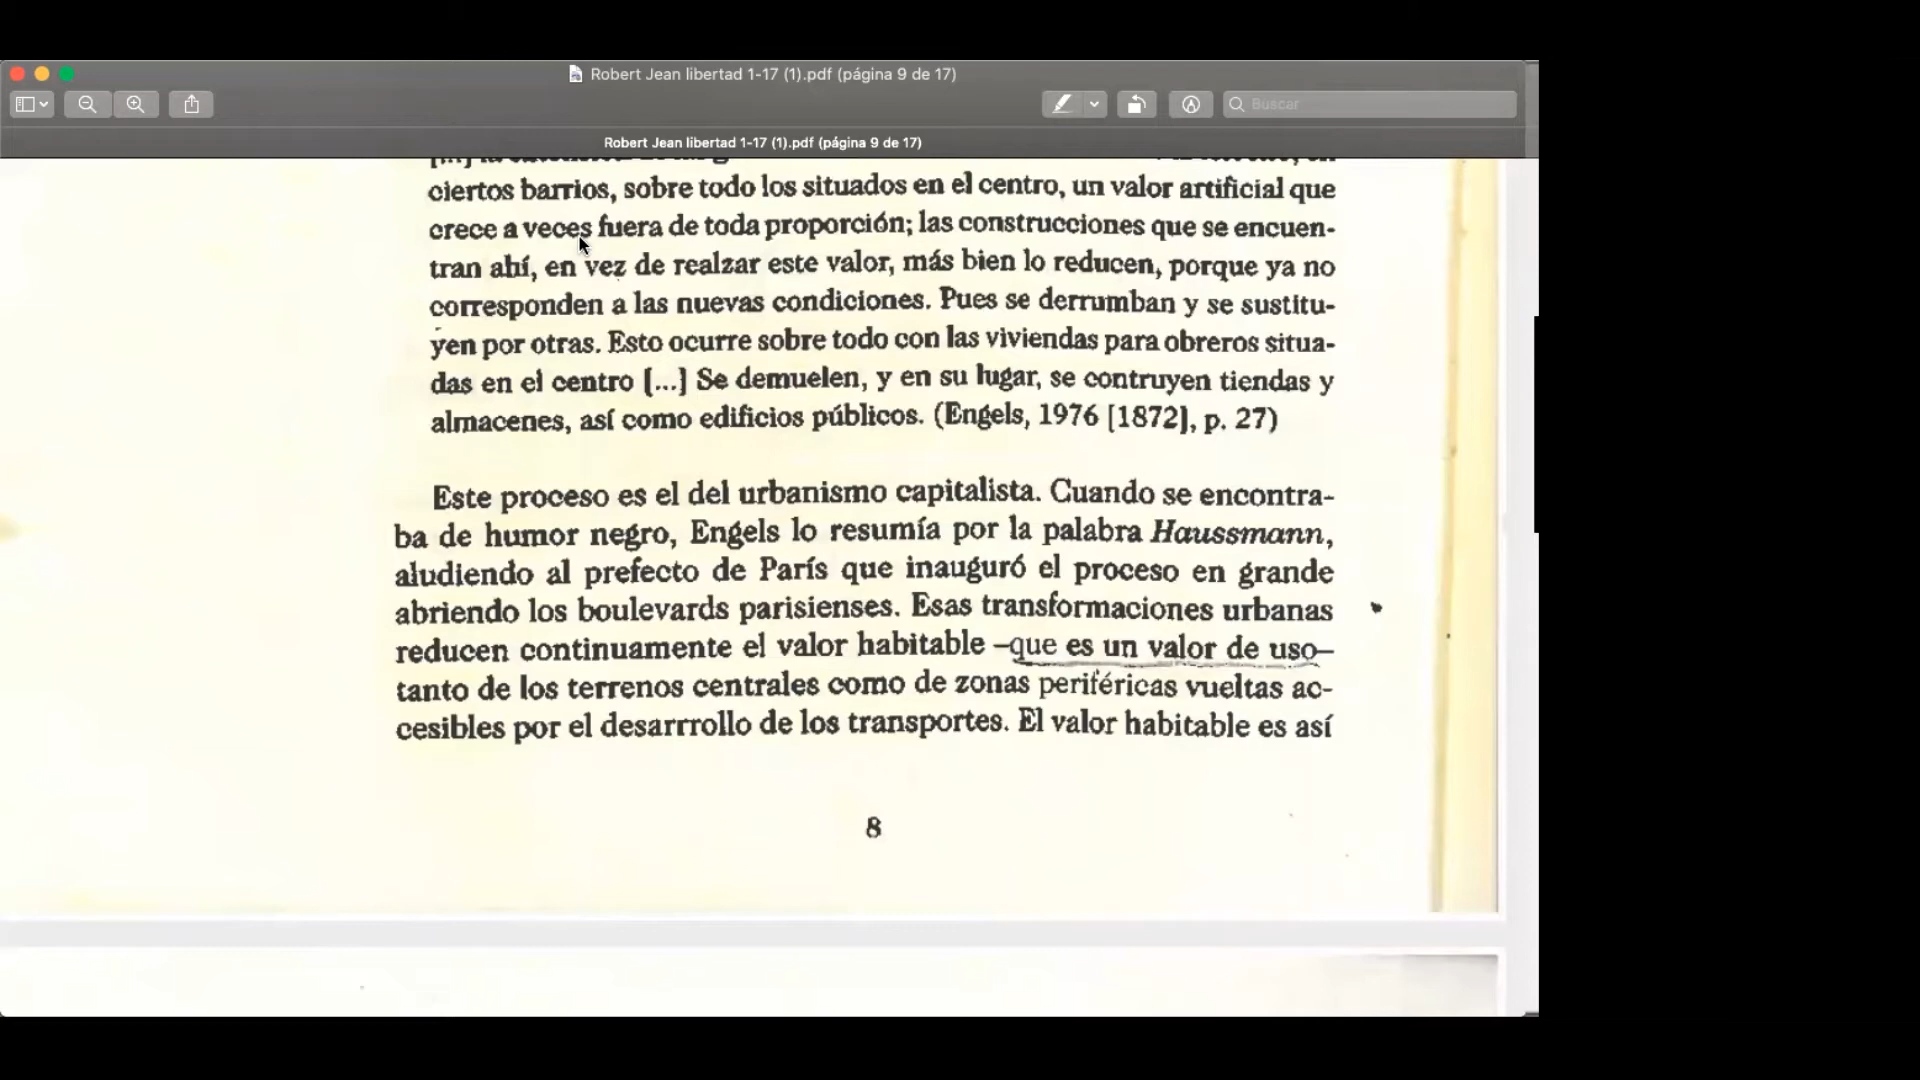 Robert Jean libertad 1-17 (1).pdf (página 9 de 17)
Buscar
Robert Jean libertad 1-17 (1).pdf (página 9 de 17)
ciertos barrios, sobre todo los situados en el centro, un valor artificial que
crece a veces fuera de toda proporción; las construcciones que se encuen-
tran ahí, en vez de realzar este valor, más bien lo reducen, porque ya no
corresponden a las nuevas condiciones. Pues se derrumban y se sustitu-
yen por otras. Esto ocurre sobre todo con las viviendas para obreros situa-
das en el centro [...] Se demuelen, y en su lugar, se contruyen tiendas y
almacenes, así como edificios públicos. (Engels, 1976 [1872], p. 27)
Este proceso es el del urbanismo capitalista. Cuando se encontra-
ba de humor negro, Engels lo resumía por la palabra Haussmann,
aludiendo al prefecto de París que inauguró el proceso en grande
abriendo los boulevards parisienses. Esas transformaciones urbanas
reducen continuamente el valor habitable –que es un valor de uso–
tanto de los terrenos centrales como de zonas periféricas vueltas ac-
cesibles por el desarrrollo de los transportes. El valor habitable es así
8